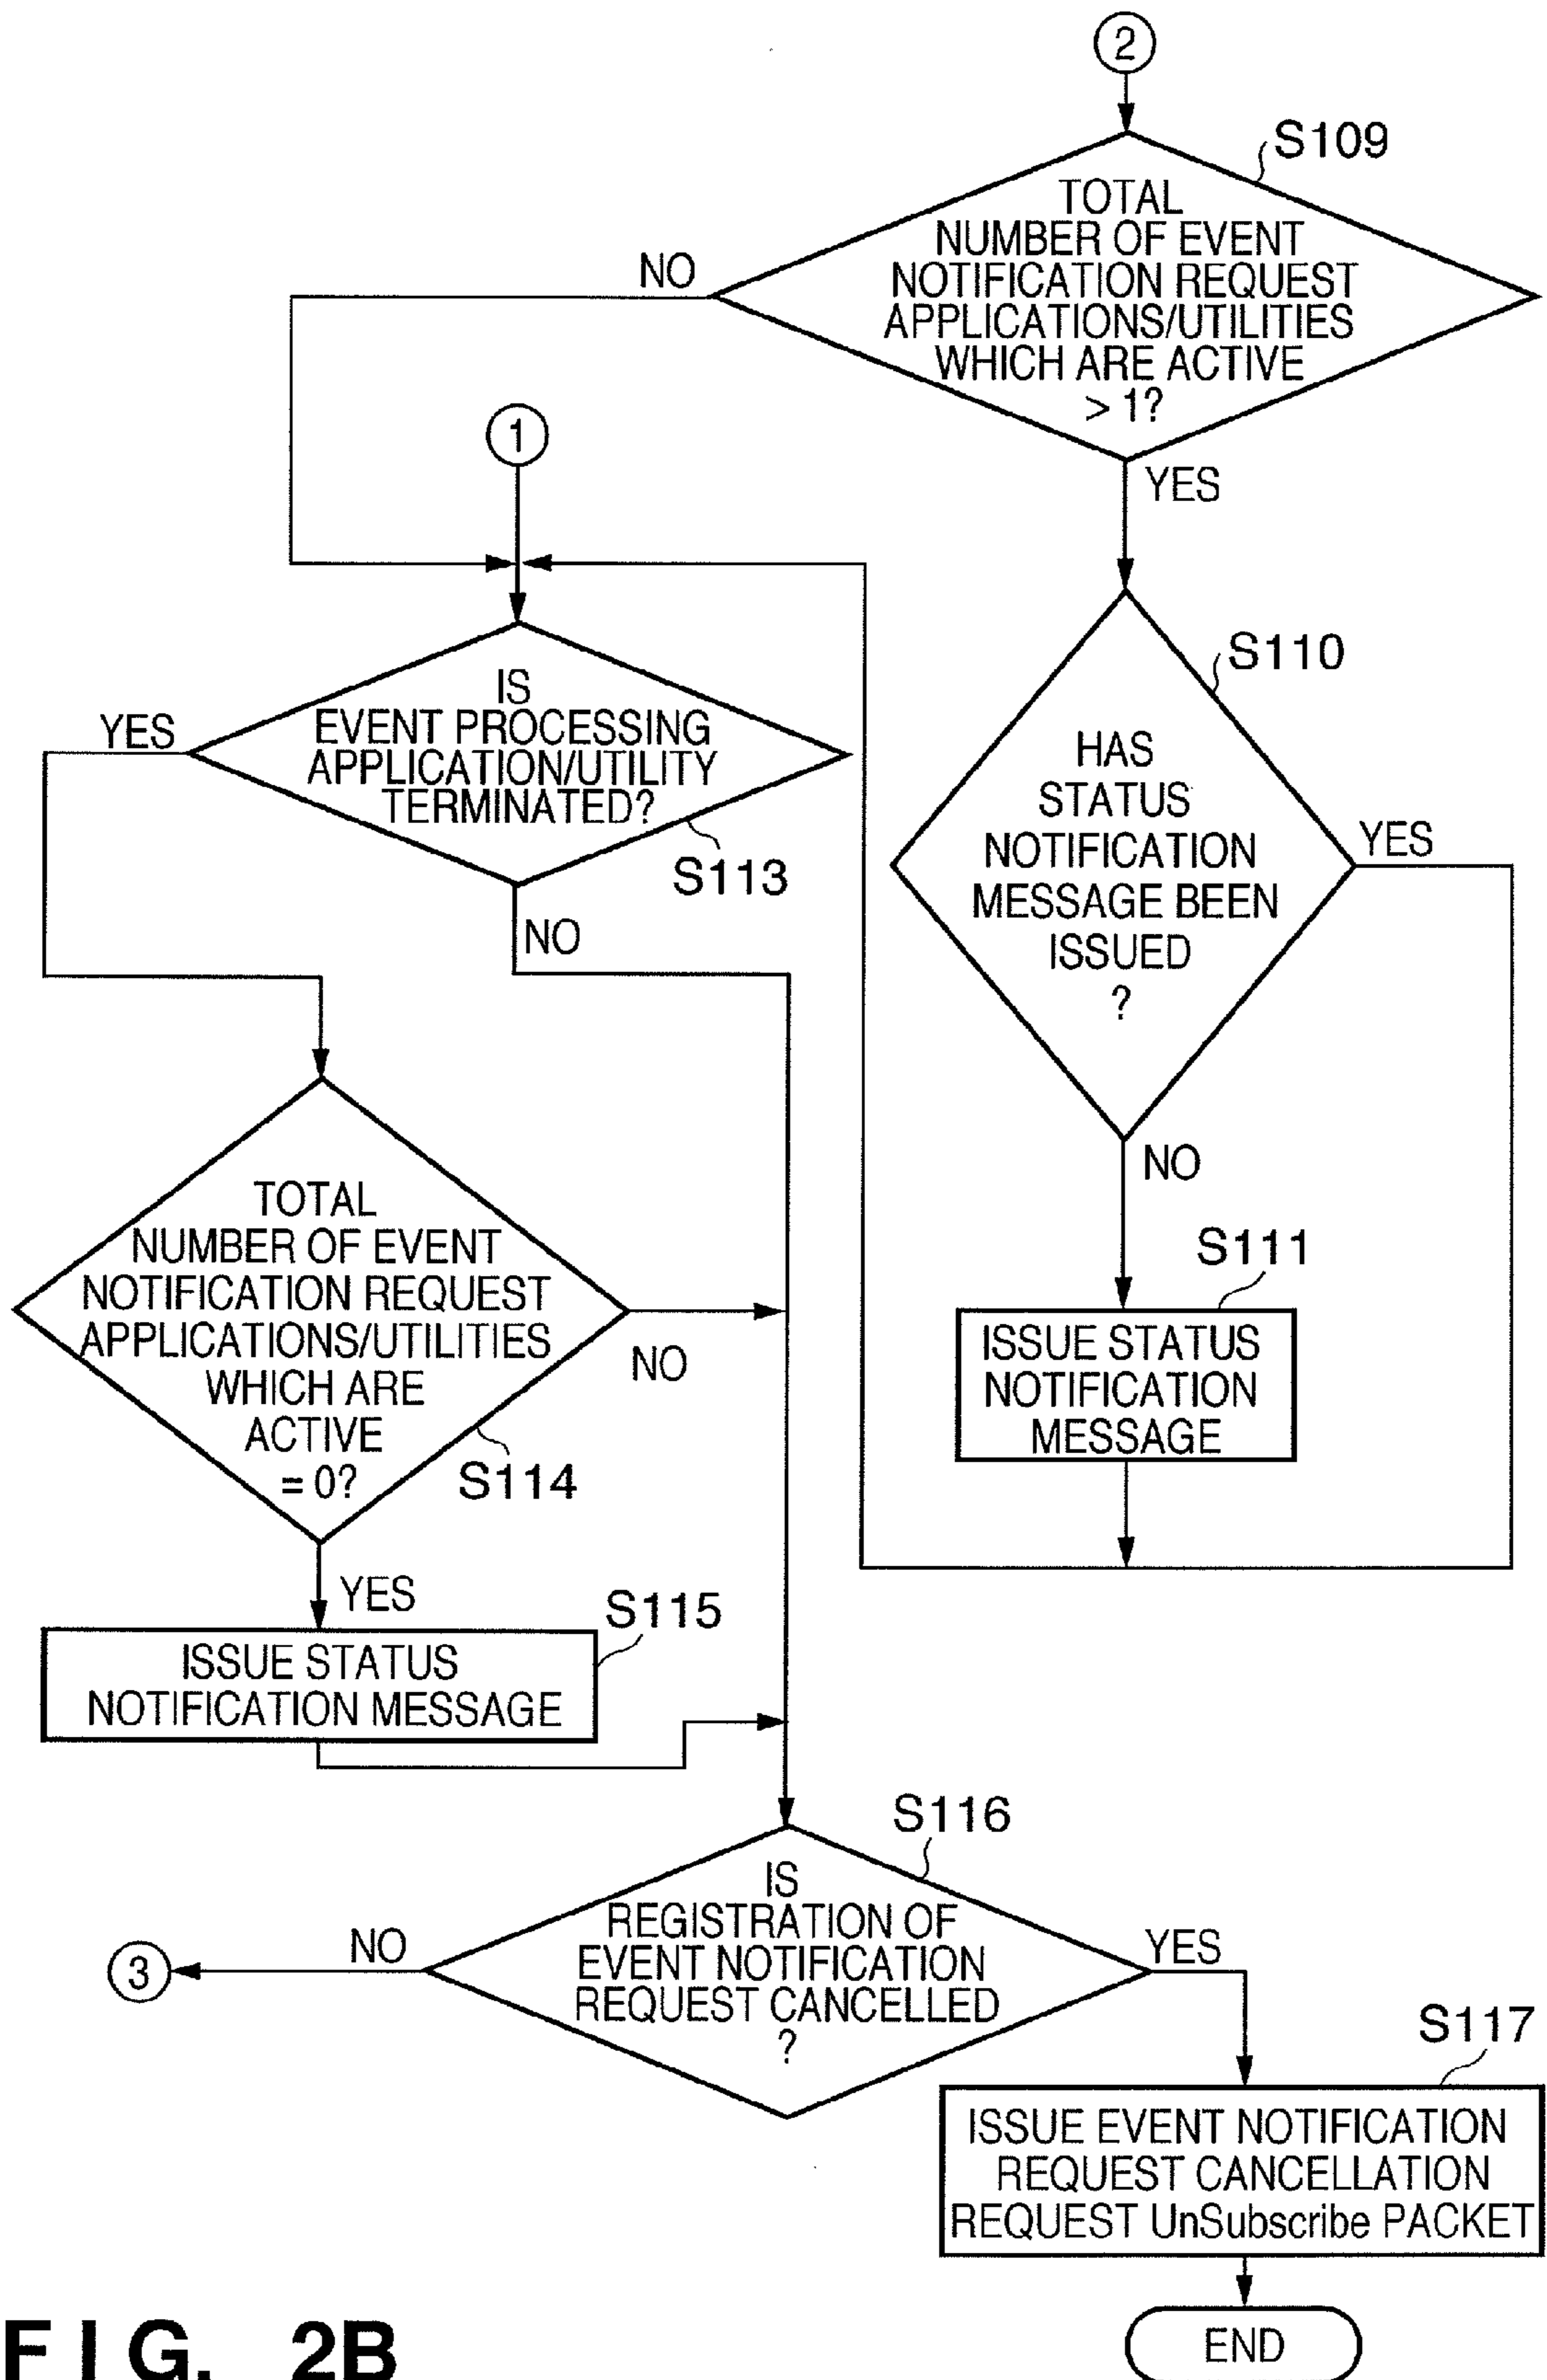 2
S109
TOTAL
NUMBER OF EVENT
NOTIFICATION REQUEST
APPLICATIONS/UTILITIES
WHICH ARE ACTIVE
> 1?
NO
YES
1
IS
EVENT PROCESSING
APPLICATION/UTILITY
TERMINATED?
YES
S113
NO
S110
HAS
STATUS
NOTIFICATION
MESSAGE BEEN
ISSUED
?
YES
NO
S111
ISSUE STATUS
NOTIFICATION
MESSAGE
TOTAL
NUMBER OF EVENT
NOTIFICATION REQUEST
APPLICATIONS/UTILITIES
WHICH ARE
ACTIVE
= 0?
NO
S114
YES
S115
ISSUE STATUS
NOTIFICATION MESSAGE
S116
IS
REGISTRATION OF
EVENT NOTIFICATION
REQUEST CANCELLED
?
NO
3
YES
S117
ISSUE EVENT NOTIFICATION
REQUEST CANCELLATION
REQUEST UnSubscribe PACKET
END
FIG. 2B